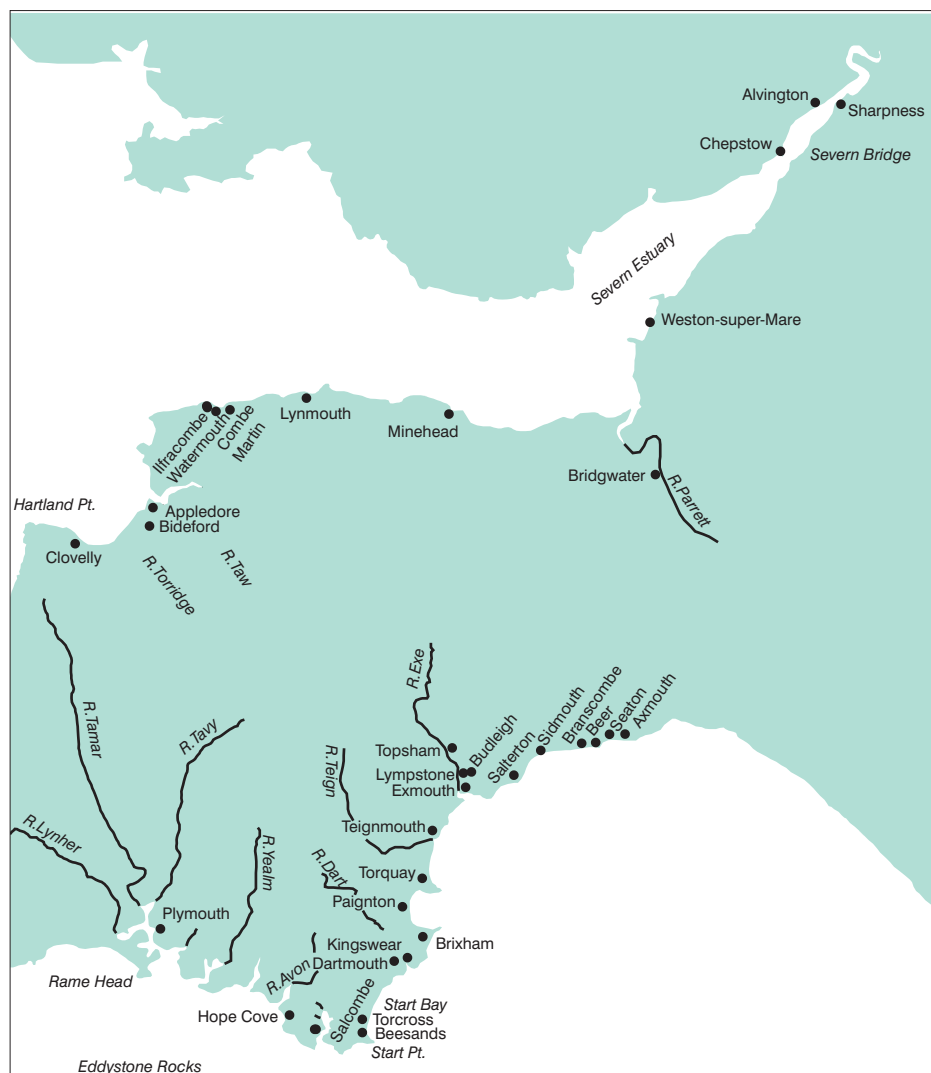 Alvington
Sharpness
Chepstow
Severn Bridge
Severn Estuary
Weston-super-Mare
Lynmouth
Minehead
Ilfracombe
Watermouth
Combe
Martin
Bridgwater
R.Parrett
Hartland Pt.
Appledore
Bideford
Clovelly
R.Torridge
R.Taw
R.Tamar
R.Tavy
R.Exe
R.Teign
Topsham
Budleigh
Salterton
Sidmouth
Branscombe
Beer
Seaton
Axmouth
Lympstone
Exmouth
R.Lynher
R.Yealm
Teignmouth
R.Dart
Torquay
Paignton
Plymouth
Brixham
Kingswear
Dartmouth
Rame Head
R.Avon
Hope Cove
Salcombe
Start Bay
Torcross
Beesands
Start Pt.
Eddystone Rocks